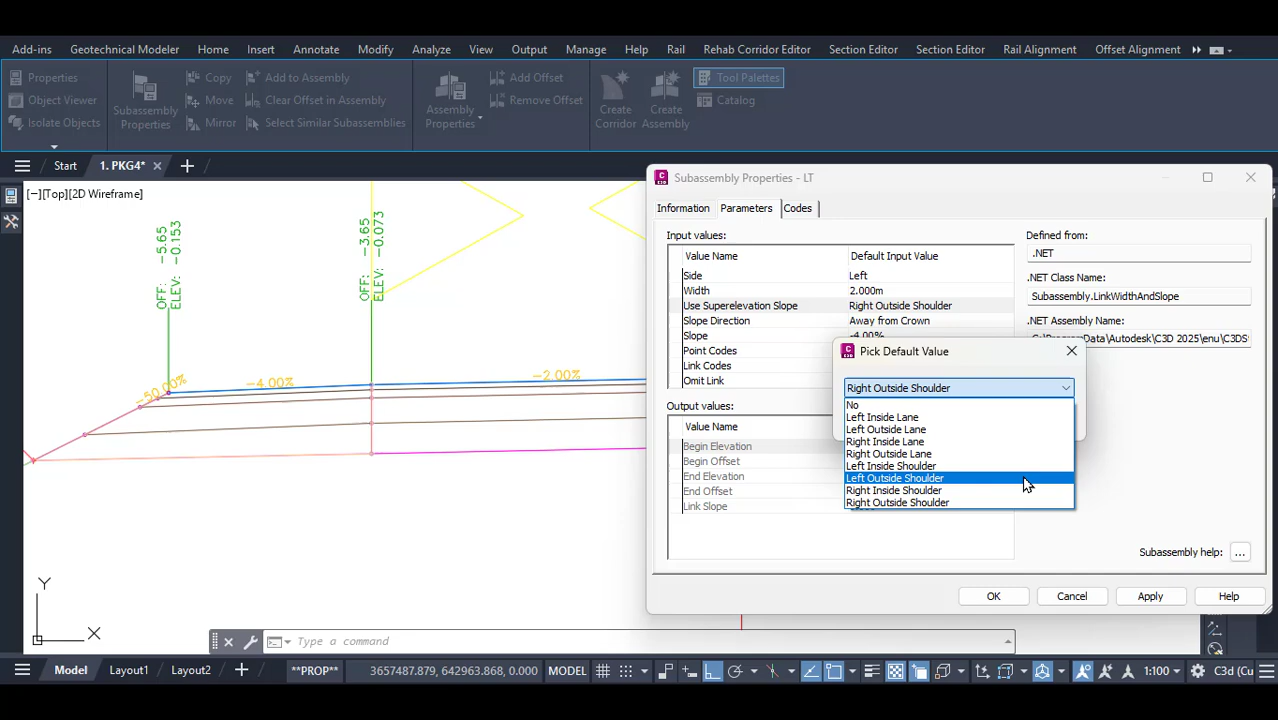 Add-ins Geotechnical Modeler Home Insert Annotate Modify Analyze View Output Manage Help Rail Rehab Corridor Editor Section Editor Section Editor Rail Alignment Offset Alignment
Properties Copy Add to Assembly Add Offset Tool Palettes
Object Viewer Move Clear Offset in Assembly Remove Offset Catalog
Isolate Objects Mirror Select Similar Subassemblies
Subassembly Properties
Assembly Properties
Create Corridor
Create Assembly
Start 1. PKG4*
[−][Top][2D Wireframe]
OFF: -5.65
ELEV: -0.153
OFF: -3.65
ELEV: -0.073
-50.00%
-4.00%
-2.00%
Subassembly Properties - LT
Information Parameters Codes
Input values:
Value Name Default Input Value
Side Left
Width 2.000m
Use Superelevation Slope Right Outside Shoulder
Slope Direction Away from Crown
Slope -4.00%
Point Codes
Link Codes
Omit Link
Output values:
Value Name
Begin Elevation
Begin Offset
End Elevation
End Offset
Link Slope
Defined from:
.NET
.NET Class Name:
Subassembly.LinkWidthAndSlope
.NET Assembly Name:
C:\ProgramData\Autodesk\C3D 2025\enu\C3DS
Pick Default Value
Right Outside Shoulder
No
Left Inside Lane
Left Outside Lane
Right Inside Lane
Right Outside Lane
Left Inside Shoulder
Left Outside Shoulder
Right Inside Shoulder
Right Outside Shoulder
Subassembly help: ...
OK Cancel Apply Help
Y
X
Type a command
Model Layout1 Layout2 **PROP** 3657487.879, 642963.868, 0.000 MODEL 1:100 C3d (Cu